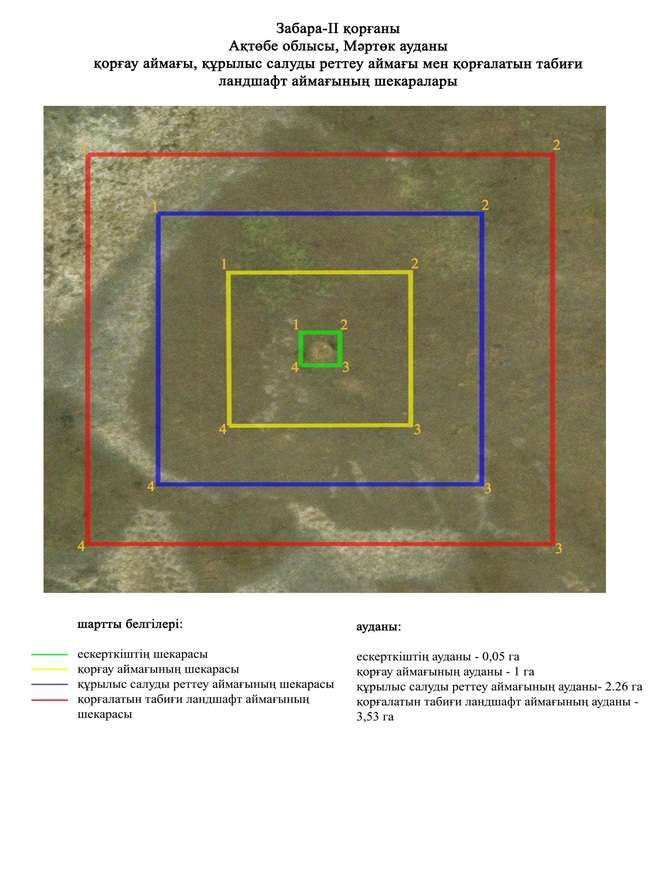 Забара-II қорғаны
Ақтөбе облысы, Мәртөк ауданы
қорғау аймағы, құрылыс салуды реттеу аймағы мен қорғалатын табиғи
ландшафт аймағының шекаралары
1
2
1
2
1
2
1
2
4
3
4
3
4
3
4
3
шартты белгілері:
ескерткіштің шекарасы
қорғау аймағының шекарасы
құрылыс салуды реттеу аймағының шекарасы
қорғалатын табиғи ландшафт аймағының
шекарасы
ауданы:
ескерткіштің ауданы - 0,05 га
қорғау аймағының ауданы - 1 га
құрылыс салуды реттеу аймағының ауданы- 2.26 га
қорғалатын табиғи ландшафт аймағының ауданы -
3,53 га